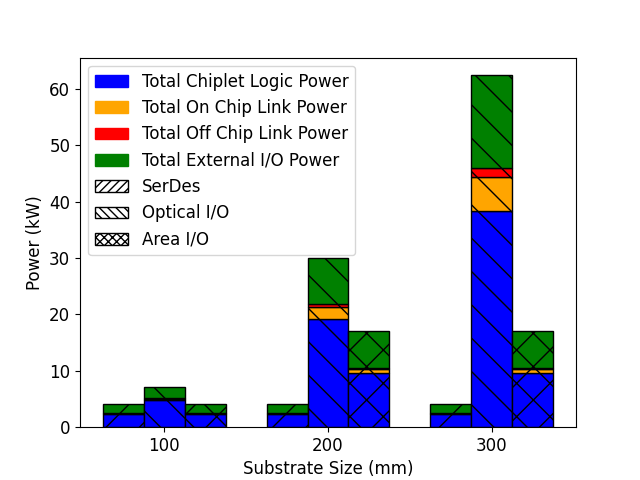 Total Chiplet Logic Power
Total On Chip Link Power
Total Off Chip Link Power
Total External I/O Power
SerDes
Optical I/O
Area I/O
Power (kW)
60
50
40
30
20
10
0
100
200
300
Substrate Size (mm)